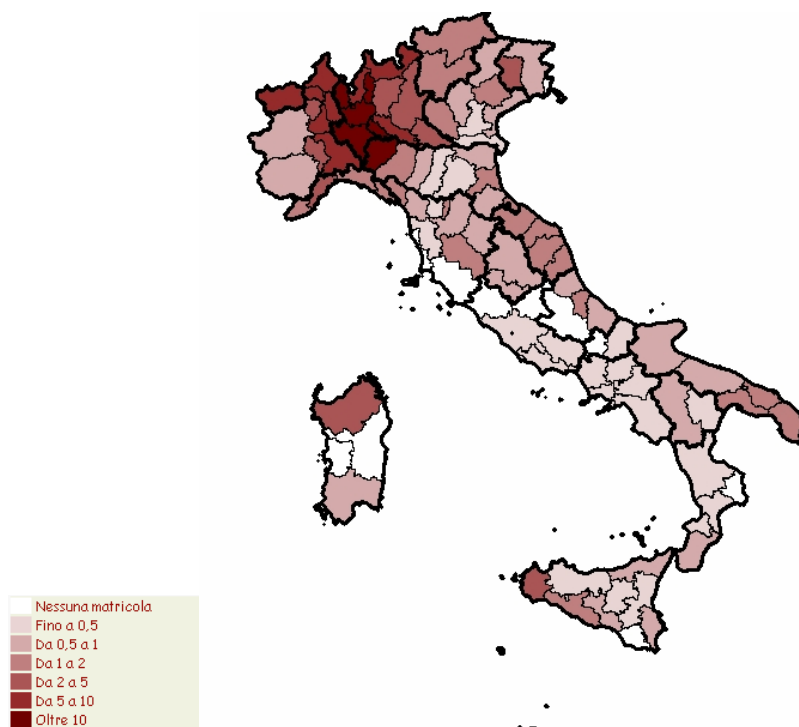 Nessuna matricola
Fino a 0,5
Da 0,5 a 1
Da 1 a 2
Da 2 a 5
Da 5 a 10
Oltre 10